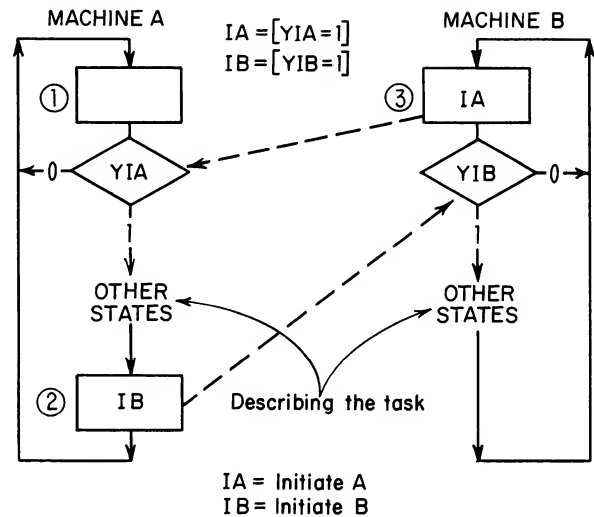 MACHINE A
MACHINE B
IA = [YIA = 1]
IB = [YIB = 1]
①
③
IA
YIA
0
YIB
0
1
1
OTHER
STATES
OTHER
STATES
②
IB
Describing the task
IA = Initiate A
IB = Initiate B